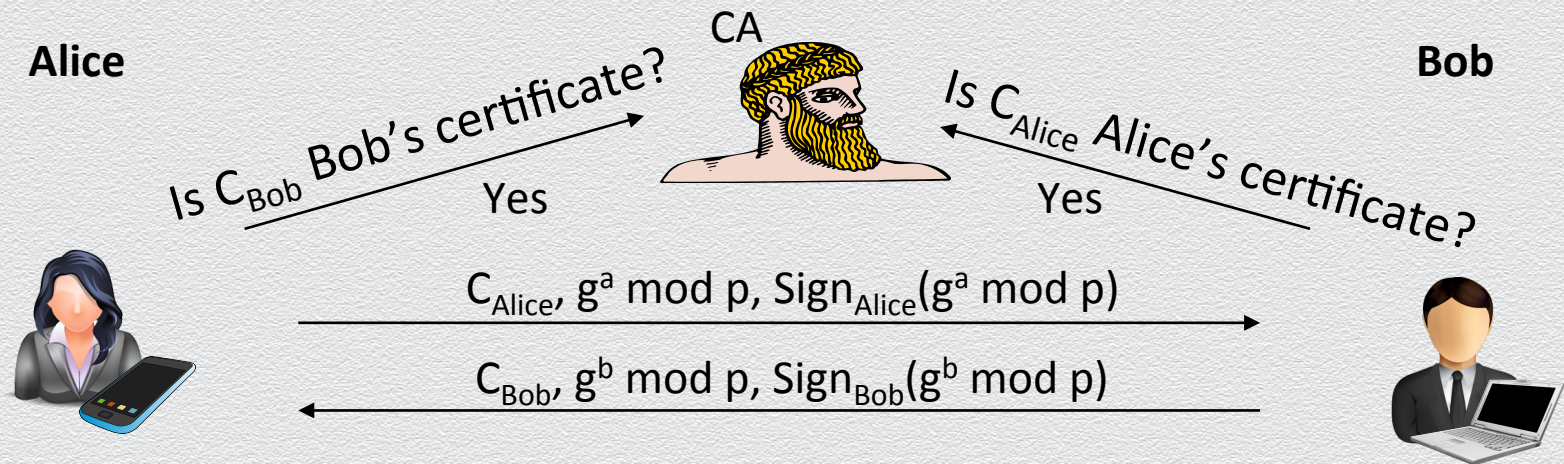 CA
Alice
Bob
Is C_Bob Bob’s certificate?
Is C_Alice Alice’s certificate?
Yes
Yes
C_Alice, g^a mod p, Sign_Alice(g^a mod p)
C_Bob, g^b mod p, Sign_Bob(g^b mod p)